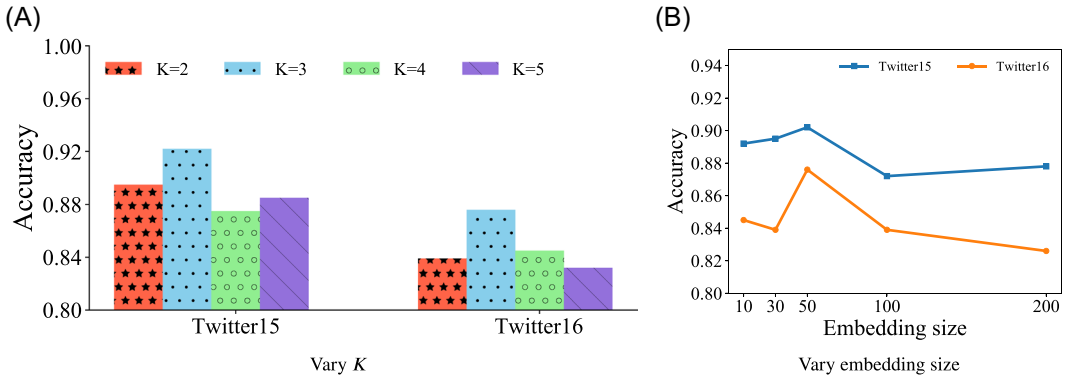 (A)
1.00
0.96
0.92
0.88
0.84
0.80
Accuracy
K=2 K=3 K=4 K=5
Twitter15 Twitter16
Vary K
(B)
0.94
0.92
0.90
0.88
0.86
0.84
0.82
0.80
Accuracy
Twitter15 Twitter16
10 30 50 100 200
Embedding size
Vary embedding size